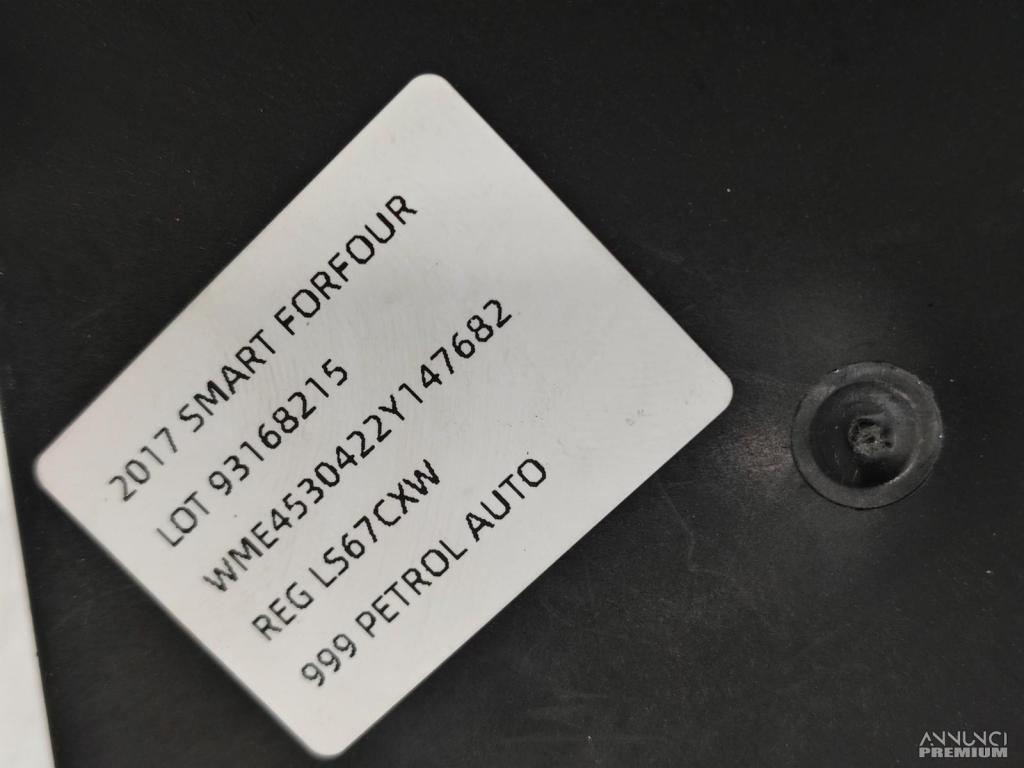 2017 SMART FORFOUR
LOT 93168215
WME4530422Y147682
REG LS67CXW
999 PETROL AUTO
ANNUNCI
PREMIUM